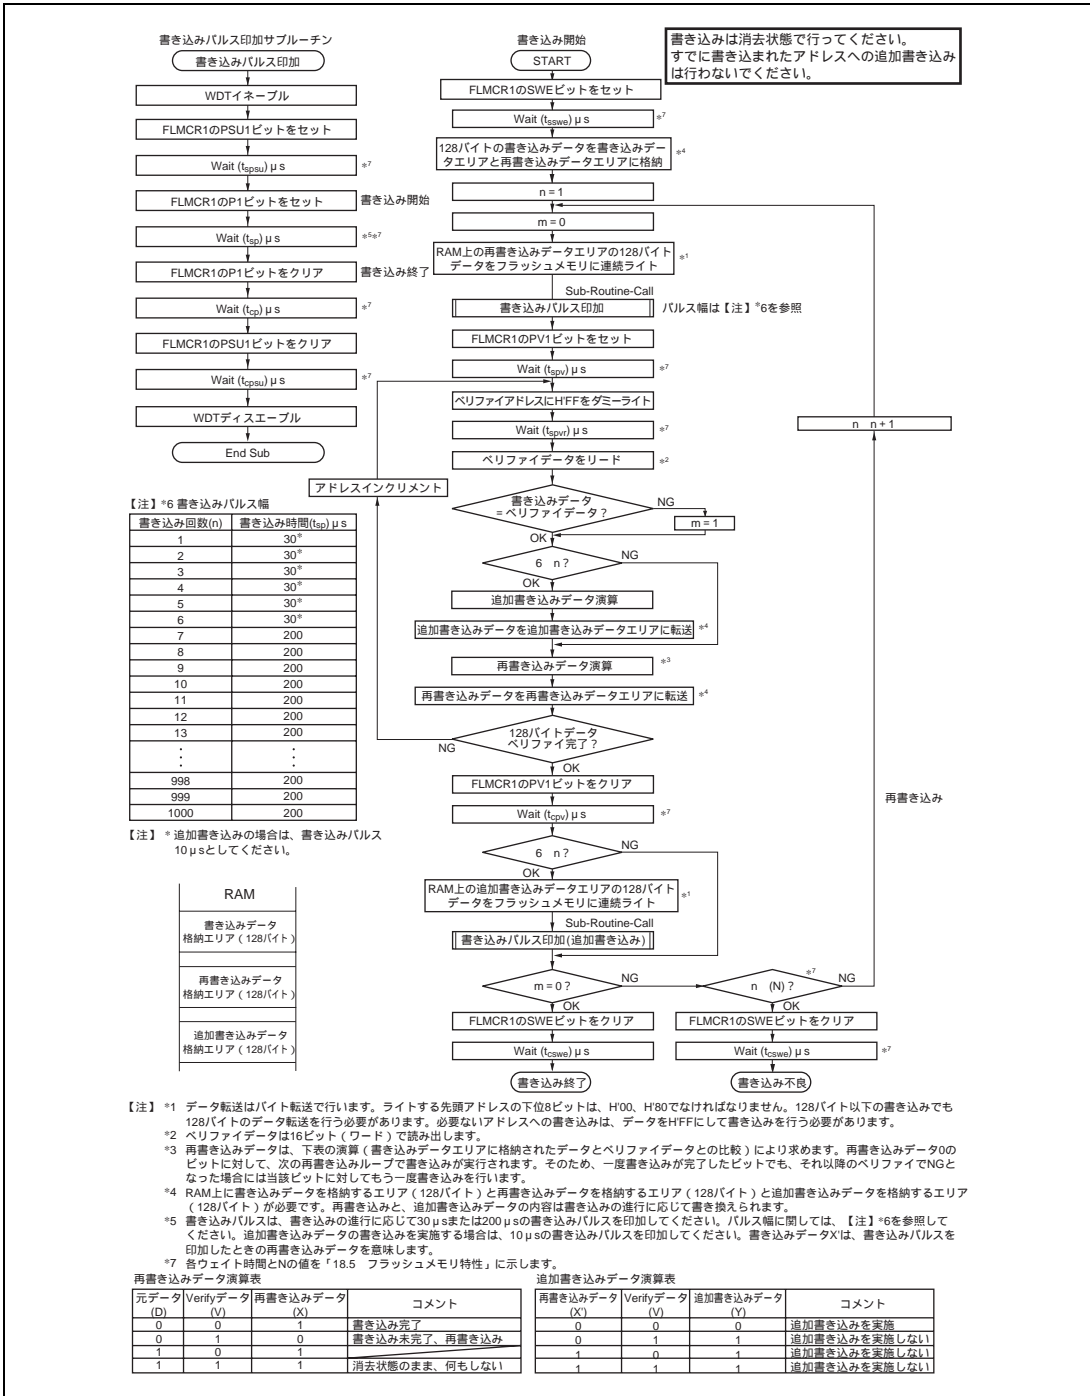 書き込みパルス印加サブルーチン
書き込みパルス印加
WDTイネーブル
FLMCR1のPSU1ビットをセット
Wait (tspsu) μs *7
FLMCR1のP1ビットをセット 書き込み開始
Wait (tsp) μs *5*7
FLMCR1のP1ビットをクリア 書き込み終了
Wait (tcp) μs *7
FLMCR1のPSU1ビットをクリア
Wait (tcpsu) μs *7
WDTディスエーブル
End Sub
書き込み開始
START
書き込みは消去状態で行ってください。
すでに書き込まれたアドレスへの追加書き込み
は行わないでください。
FLMCR1のSWEビットをセット
Wait (tsswe) μs *7
128バイトの書き込みデータを書き込みデー
タエリアと再書き込みデータエリアに格納 *4
n = 1
m = 0
RAM上の再書き込みデータエリアの128バイト
データをフラッシュメモリに連続ライト *1
Sub-Routine-Call
書き込みパルス印加 パルス幅は【注】*6を参照
FLMCR1のPV1ビットをセット
Wait (tspv) μs *7
ベリファイアドレスにH'FFをダミーライト
Wait (tspvr) μs *7
ベリファイデータをリード *2
アドレスインクリメント
書き込みデータ
= ベリファイデータ?
NG
m = 1
OK
6 n?
NG
OK
追加書き込みデータ演算
追加書き込みデータを追加書き込みデータエリアに転送 *4
再書き込みデータ演算 *3
再書き込みデータを再書き込みデータエリアに転送 *4
128バイトデータ
ベリファイ完了?
NG
OK
FLMCR1のPV1ビットをクリア
Wait (tcpv) μs *7
6 n?
NG
OK
RAM上の追加書き込みデータエリアの128バイト
データをフラッシュメモリに連続ライト *1
Sub-Routine-Call
書き込みパルス印加(追加書き込み)
m = 0?
NG
OK
FLMCR1のSWEビットをクリア
Wait (tcswe) μs
書き込み終了
n (N)? *7
NG
OK
FLMCR1のSWEビットをクリア
Wait (tcswe) μs *7
書き込み不良
n n + 1
再書き込み
【注】*6 書き込みパルス幅
書き込み回数(n) 書き込み時間(tsp) μs
1 30*
2 30*
3 30*
4 30*
5 30*
6 30*
7 200
8 200
9 200
10 200
11 200
12 200
13 200
・ ・
・ ・
・ ・
998 200
999 200
1000 200
【注】 * 追加書き込みの場合は、書き込みパルス
10μsとしてください。
RAM
書き込みデータ
格納エリア(128バイト)
再書き込みデータ
格納エリア(128バイト)
追加書き込みデータ
格納エリア(128バイト)
【注】 *1 データ転送はバイト転送で行います。ライトする先頭アドレスの下位8ビットは、H'00、H'80でなければなりません。128バイト以下の書き込みでも
128バイトのデータ転送を行う必要があります。必要ないアドレスへの書き込みは、データをH'FFにして書き込みを行う必要があります。
*2 ベリファイデータは16ビット(ワード)で読み出します。
*3 再書き込みデータは、下表の演算(書き込みデータエリアに格納されたデータとベリファイデータとの比較)により求めます。再書き込みデータ0の
ビットに対して、次の再書き込みループで書き込みが実行されます。そのため、一度書き込みが完了したビットでも、それ以降のベリファイでNGと
なった場合には当該ビットに対してもう一度書き込みを行います。
*4 RAM上に書き込みデータを格納するエリア(128バイト)と再書き込みデータを格納するエリア(128バイト)と追加書き込みデータを格納するエリア
(128バイト)が必要です。再書き込みと、追加書き込みデータの内容は書き込みの進行に応じて書き換えられます。
*5 書き込みパルスは、書き込みの進行に応じて30μsまたは200μsの書き込みパルスを印加してください。パルス幅に関しては、【注】*6を参照して
ください。追加書き込みデータの書き込みを実施する場合は、10μsの書き込みパルスを印加してください。書き込みデータX'は、書き込みパルスを
印加したときの再書き込みデータを意味します。
*7 各ウェイト時間とNの値を「18.5 フラッシュメモリ特性」に示します。
再書き込みデータ演算表
元データ(D) Verifyデータ(V) 再書き込みデータ(X) コメント
0 0 1 書き込み完了
0 1 0 書き込み未完了、再書き込み
1 0 1
1 1 1 消去状態のまま、何もしない
追加書き込みデータ演算表
再書き込みデータ(X') Verifyデータ(V) 追加書き込みデータ(Y) コメント
0 0 0 追加書き込みを実施
0 1 1 追加書き込みを実施しない
1 0 1 追加書き込みを実施しない
1 1 1 追加書き込みを実施しない